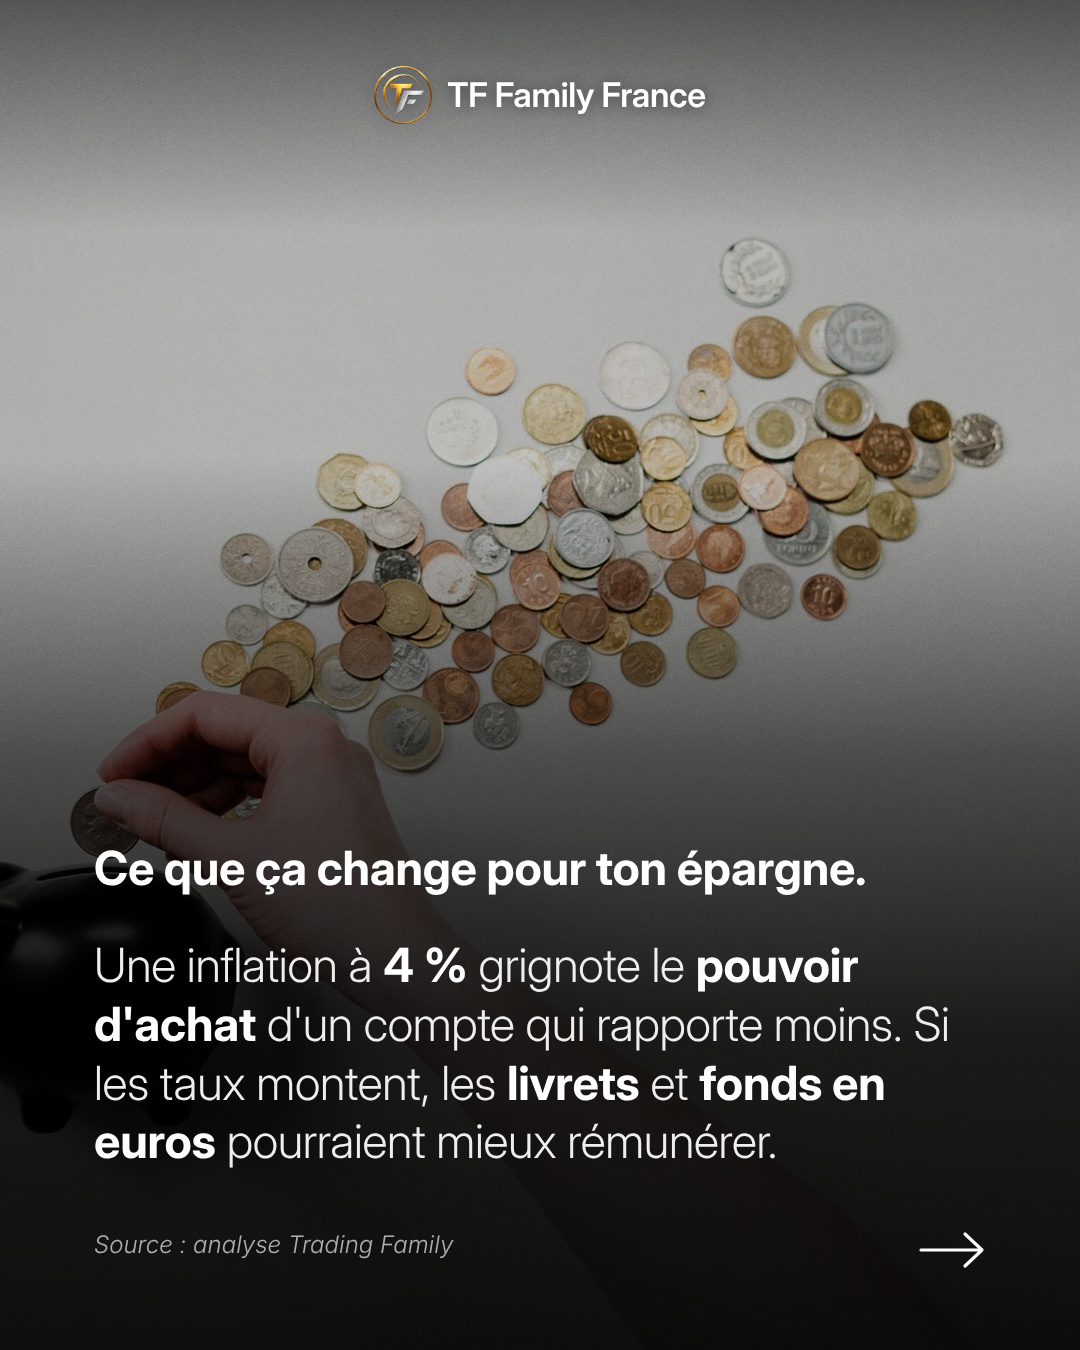 TF Family France
Ce que ça change pour ton épargne.
Une inflation à 4 % grignote le pouvoir
d'achat d'un compte qui rapporte moins. Si
les taux montent, les livrets et fonds en
euros pourraient mieux rémunérer.
Source : analyse Trading Family